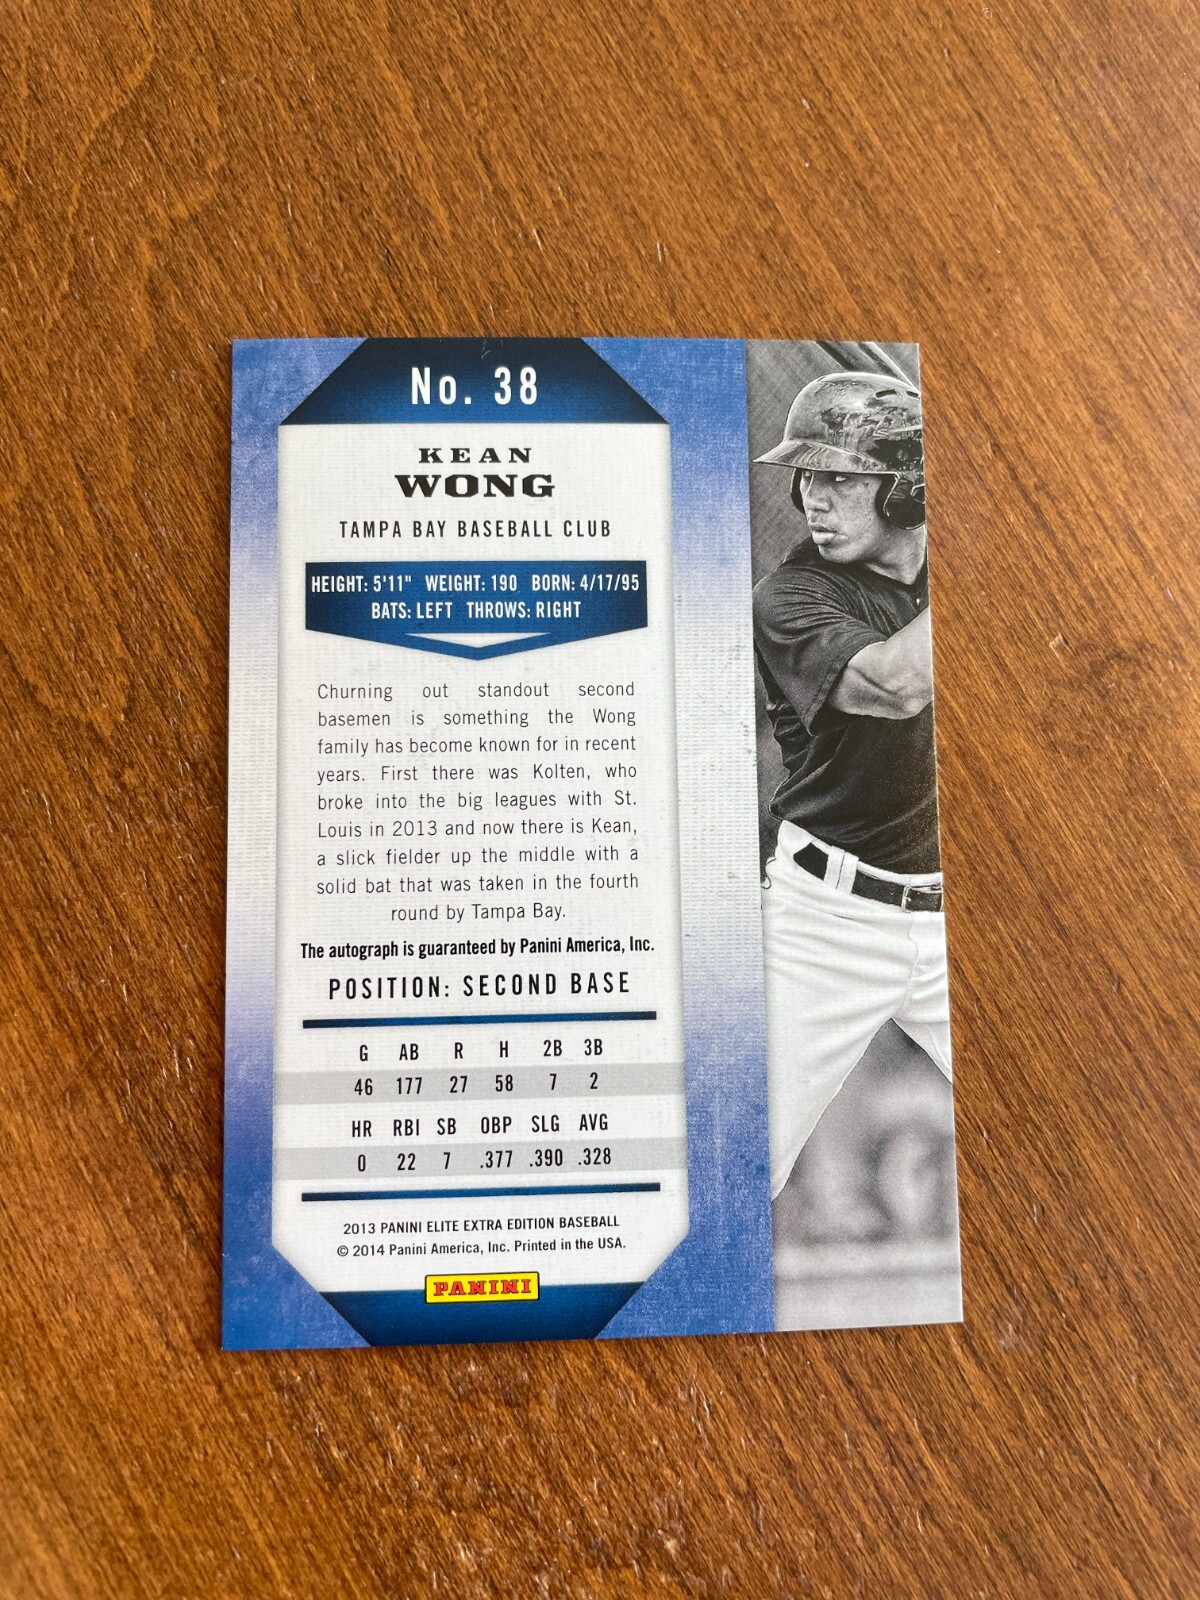 No. 38
KEAN
WONG
TAMPA BAY BASEBALL CLUB
HEIGHT: 5'11" WEIGHT: 190 BORN: 4/17/95
BATS: LEFT THROWS: RIGHT
Churning out standout second
basemen is something the Wong
family has become known for in recent
years. First there was Kolten, who
broke into the big leagues with St.
Louis in 2013 and now there is Kean,
a slick fielder up the middle with a
solid bat that was taken in the fourth
round by Tampa Bay.
The autograph is guaranteed by Panini America, Inc.
POSITION: SECOND BASE
G AB R H 2B 3B
46 177 27 58 7 2
HR RBI SB OBP SLG AVG
0 22 7 .377 .390 .328
2013 PANINI ELITE EXTRA EDITION BASEBALL
© 2014 Panini America, Inc. Printed in the USA.
PANINI